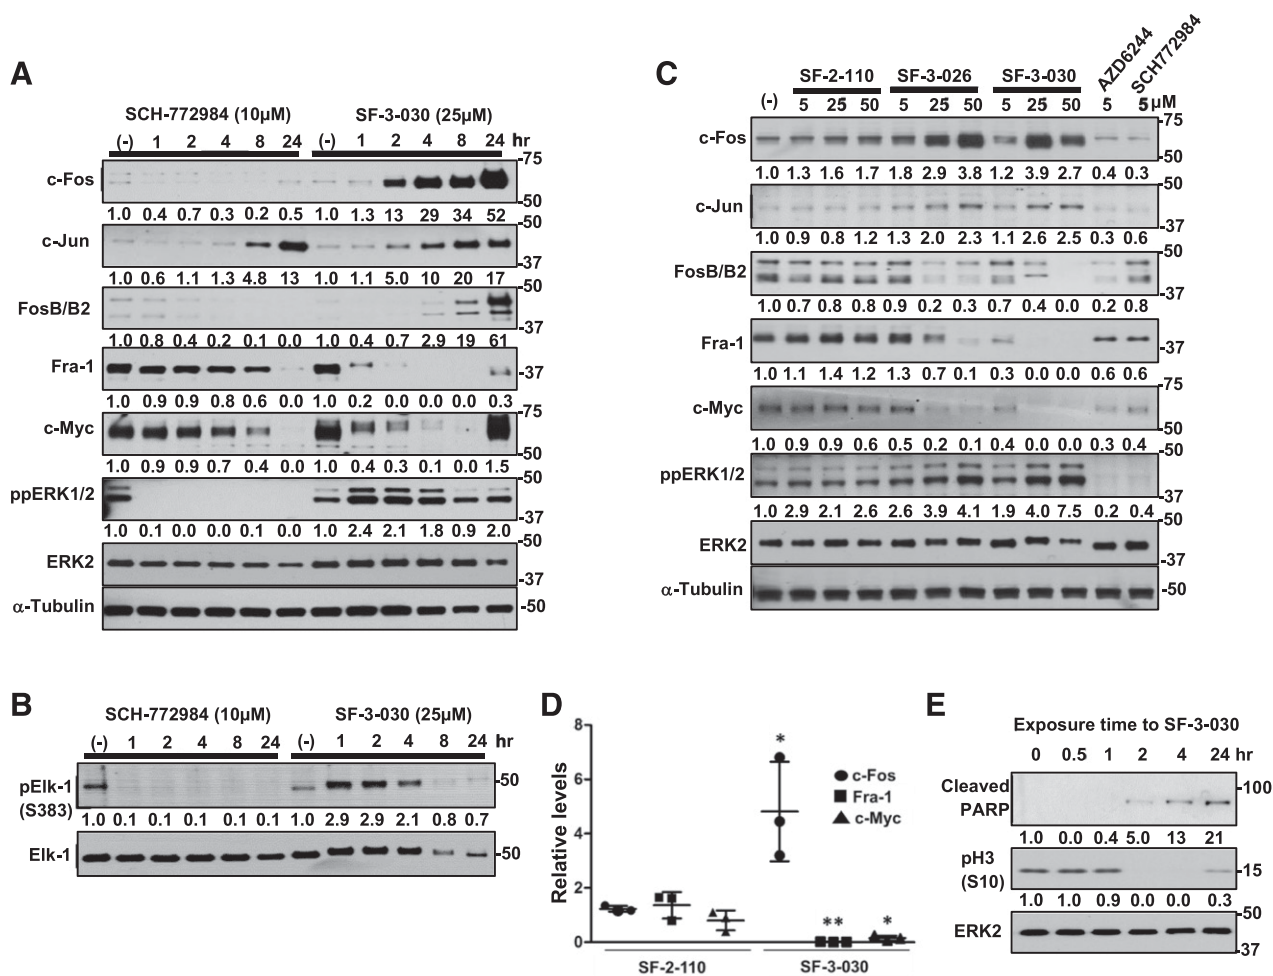 A
SCH-772984 (10µM) SF-3-030 (25µM)
(-) 1 2 4 8 24 (-) 1 2 4 8 24 hr
c-Fos
-75
-50
1.0 0.4 0.7 0.3 0.2 0.5 1.0 1.3 13 29 34 52
c-Jun
-50
-37
1.0 0.6 1.1 1.3 4.8 13 1.0 1.1 5.0 10 20 17
FosB/B2
-50
-37
1.0 0.8 0.4 0.2 0.1 0.0 1.0 0.4 0.7 2.9 19 61
Fra-1
-37
1.0 0.9 0.9 0.8 0.6 0.0 1.0 0.2 0.0 0.0 0.0 0.3
c-Myc
-75
-50
1.0 0.9 0.9 0.7 0.4 0.0 1.0 0.4 0.3 0.1 0.0 1.5
ppERK1/2
-50
-37
1.0 0.1 0.0 0.0 0.1 0.0 1.0 2.4 2.1 1.8 0.9 2.0
ERK2
-50
-37
α-Tubulin
-50
B
SCH-772984 (10µM) SF-3-030 (25µM)
(-) 1 2 4 8 24 (-) 1 2 4 8 24 hr
pElk-1
(S383)
-50
1.0 0.1 0.1 0.1 0.1 0.1 1.0 2.9 2.9 2.1 0.8 0.7
Elk-1
-50
C
SF-2-110 SF-3-026 SF-3-030 AZD6244 SCH772984
(-) 5 25 50 5 25 50 5 25 50 5 5 µM
c-Fos
-75
-50
1.0 1.3 1.6 1.7 1.8 2.9 3.8 1.2 3.9 2.7 0.4 0.3
c-Jun
-37
1.0 0.9 0.8 1.2 1.3 2.0 2.3 1.1 2.6 2.5 0.3 0.6
FosB/B2
-50
-37
1.0 0.7 0.8 0.8 0.9 0.2 0.3 0.7 0.4 0.0 0.2 0.8
Fra-1
-37
1.0 1.1 1.4 1.2 1.3 0.7 0.1 0.3 0.0 0.0 0.6 0.6
c-Myc
-75
-50
1.0 0.9 0.9 0.6 0.5 0.2 0.1 0.4 0.0 0.0 0.3 0.4
ppERK1/2
-50
-37
1.0 2.9 2.1 2.6 2.6 3.9 4.1 1.9 4.0 7.5 0.2 0.4
ERK2
-50
-37
α-Tubulin
-50
D
Relative levels
8
6
4
2
0
*
c-Fos
Fra-1
c-Myc
**
*
SF-2-110 SF-3-030
E
Exposure time to SF-3-030
0 0.5 1 2 4 24 hr
Cleaved
PARP
-100
1.0 0.0 0.4 5.0 13 21
pH3
(S10)
-15
1.0 1.0 0.9 0.0 0.0 0.3
ERK2
-50
-37